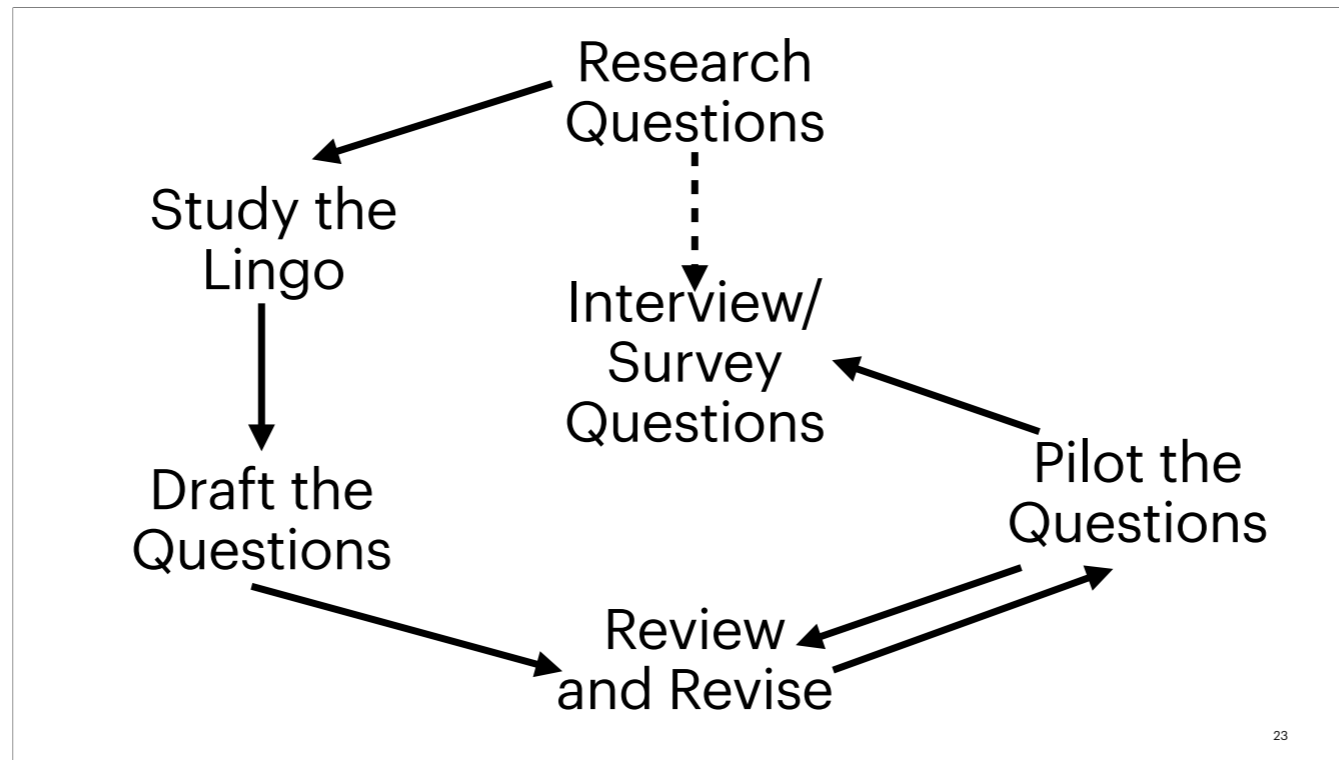 Research
Questions
Study the
Lingo
Interview/
Survey
Questions
Pilot the
Questions
Draft the
Questions
Review
and Revise
23